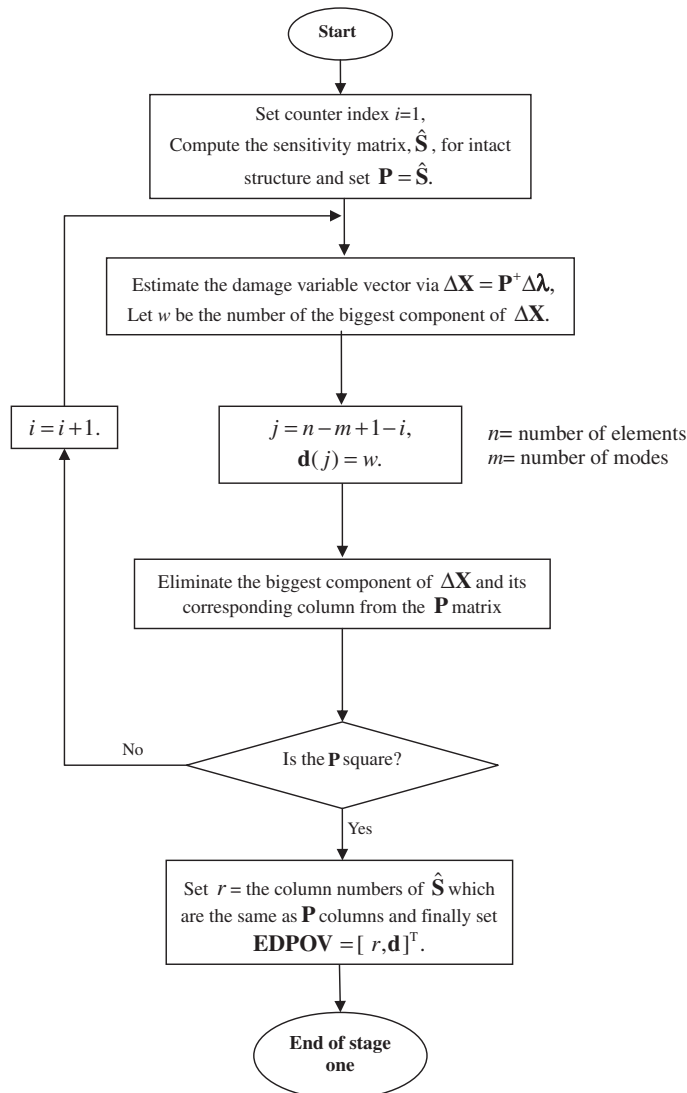 Start
Set counter index i=1,
Compute the sensitivity matrix, Ŝ, for intact
structure and set P = Ŝ.
Estimate the damage variable vector via ΔX = P⁺Δλ,
Let w be the number of the biggest component of ΔX.
i = i+1.
j = n − m + 1 − i,
d(j) = w.
n= number of elements
m= number of modes
Eliminate the biggest component of ΔX and its
corresponding column from the P matrix
No
Is the P square?
Yes
Set r = the column numbers of Ŝ which
are the same as P columns and finally set
EDPOV = [ r,d ]ᵀ.
End of stage
one